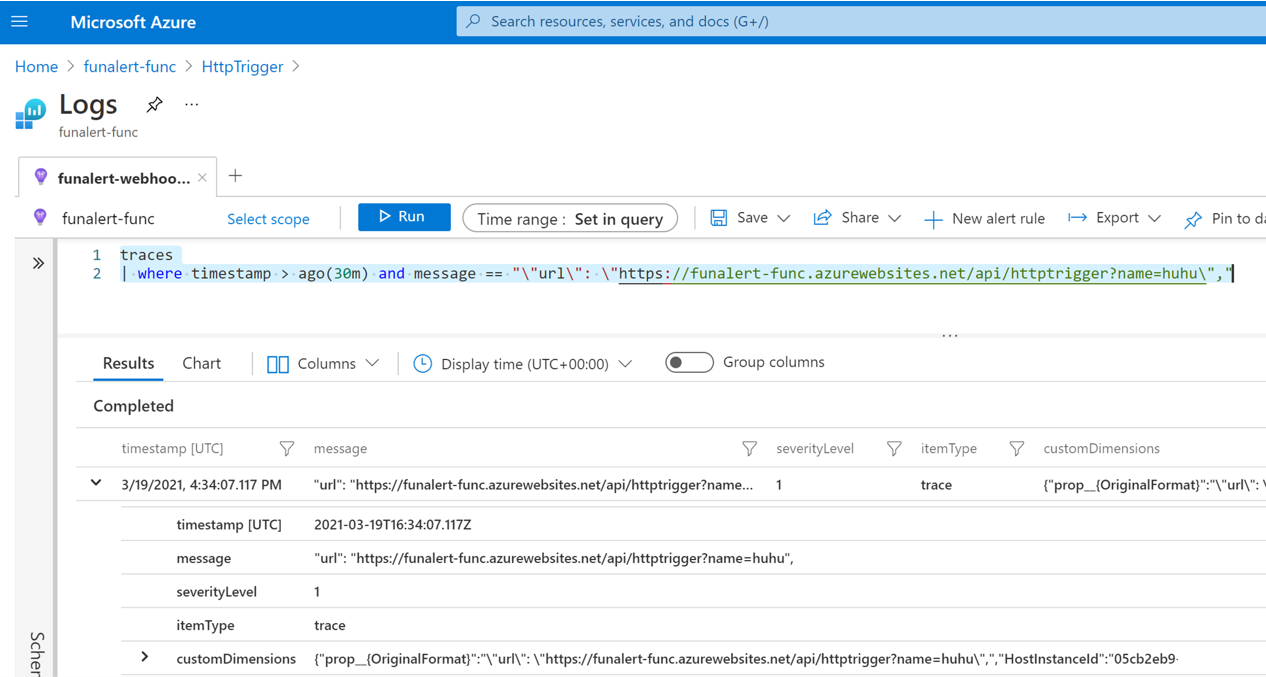 Microsoft Azure
Search resources, services, and docs (G+/)
Home > funalert-func > HttpTrigger >
Logs ...
funalert-func
funalert-webhoo... × +
funalert-func Select scope Run Time range : Set in query Save Share New alert rule Export Pin to da
1 traces
2 | where timestamp > ago(30m) and message == "\"url\": \"https://funalert-func.azurewebsites.net/api/httptrigger?name=huhu\","
...
Results Chart Columns Display time (UTC+00:00) Group columns
Completed
timestamp [UTC] message severityLevel itemType customDimensions
3/19/2021, 4:34:07.117 PM "url": "https://funalert-func.azurewebsites.net/api/httptrigger?name... 1 trace {"prop__{OriginalFormat}":"\"url\": \
timestamp [UTC] 2021-03-19T16:34:07.117Z
message "url": "https://funalert-func.azurewebsites.net/api/httptrigger?name=huhu",
severityLevel 1
itemType trace
customDimensions {"prop__{OriginalFormat}":"\"url\": \"https://funalert-func.azurewebsites.net/api/httptrigger?name=huhu\",","HostInstanceId":"05cb2eb9-
Scher